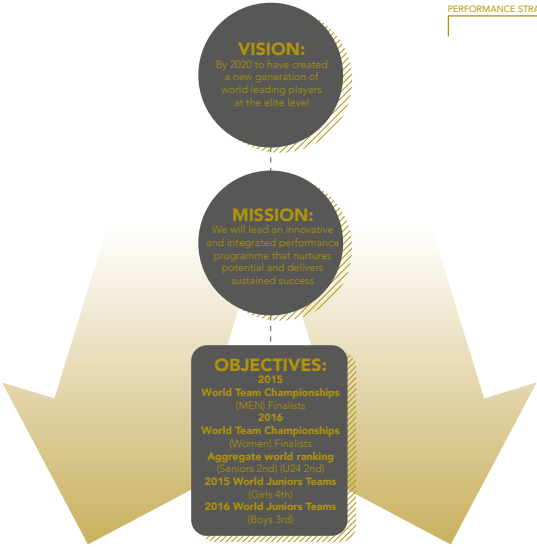 PERFORMANCE
VISION:
By 2020 to have created
a new generation of
world leading players
at the elite level
MISSION:
We will lead an innovative
and integrated performance
programme that nurtures
potential and delivers
sustained success
OBJECTIVES:
2015
World Team Championships
(MEN) Finalists
2016
World Team Championships
(Women) Finalists
Aggregate world ranking
(Seniors 2nd) (U24 2nd)
2015 World Juniors Teams
(Girls 4th)
2016 World Juniors Teams
(Boys 3rd)